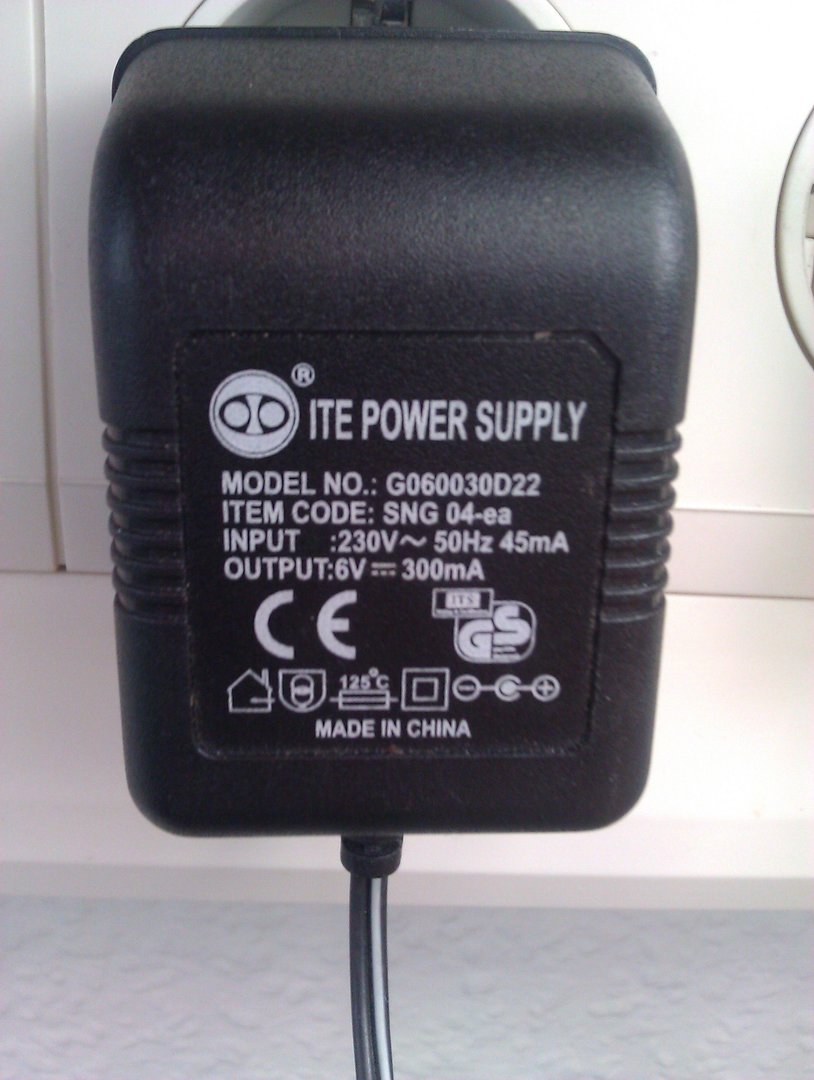 ®
ITE POWER SUPPLY
MODEL NO.: G060030D22
ITEM CODE: SNG 04-ea
INPUT :230V~ 50Hz 45mA
OUTPUT:6V⎓300mA
CE
ITS
GS
125°C
MADE IN CHINA